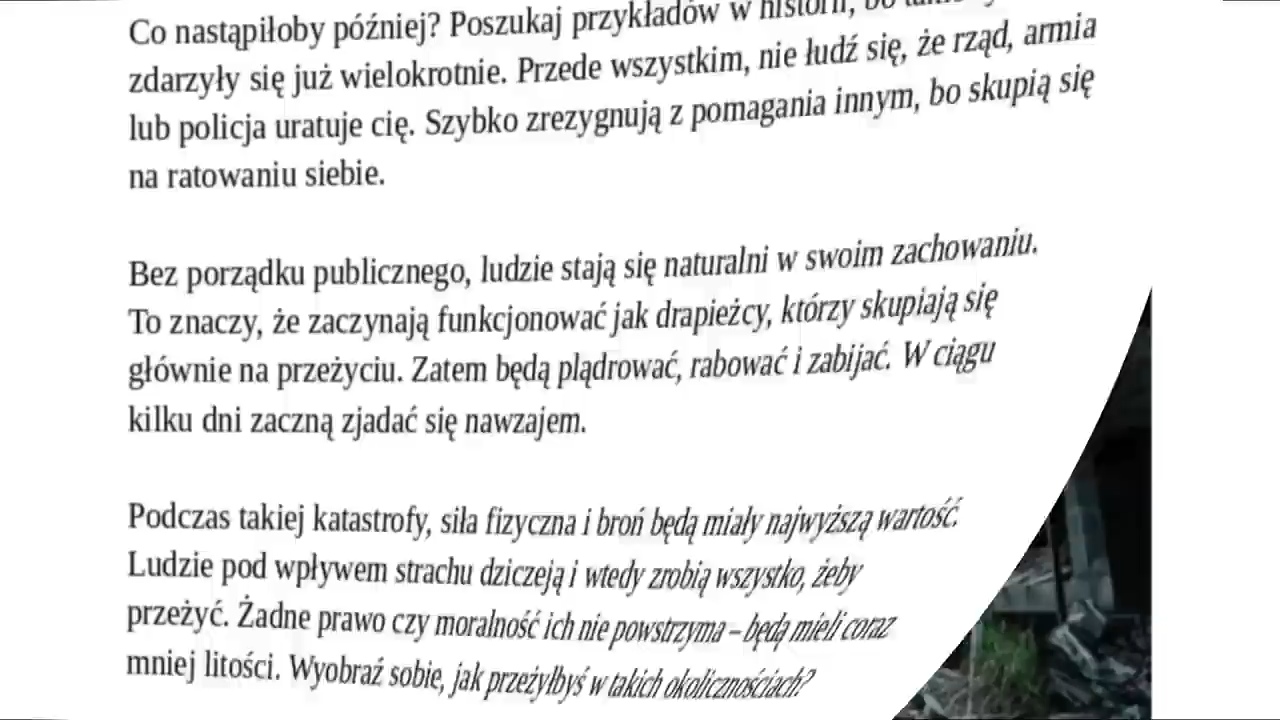 Co nastąpiłoby później? Poszukaj przykładów w historii, bo
zdarzyły się już wielokrotnie. Przede wszystkim, nie łudź się, że rząd, armia
lub policja uratuje cię. Szybko zrezygnują z pomagania innym, bo skupią się
na ratowaniu siebie.
Bez porządku publicznego, ludzie stają się naturalni w swoim zachowaniu.
To znaczy, że zaczynają funkcjonować jak drapieżcy, którzy skupiają się
głównie na przeżyciu. Zatem będą plądrować, rabować i zabijać. W ciągu
kilku dni zaczną zjadać się nawzajem.
Podczas takiej katastrofy, siła fizyczna i broń będą miały najwyższą wartość.
Ludzie pod wpływem strachu dziczeją i wtedy zrobią wszystko, żeby
przeżyć. Żadne prawo czy moralność ich nie powstrzyma – będą mieli coraz
mniej litości. Wyobraź sobie, jak przeżyłbyś w takich okolicznościach?